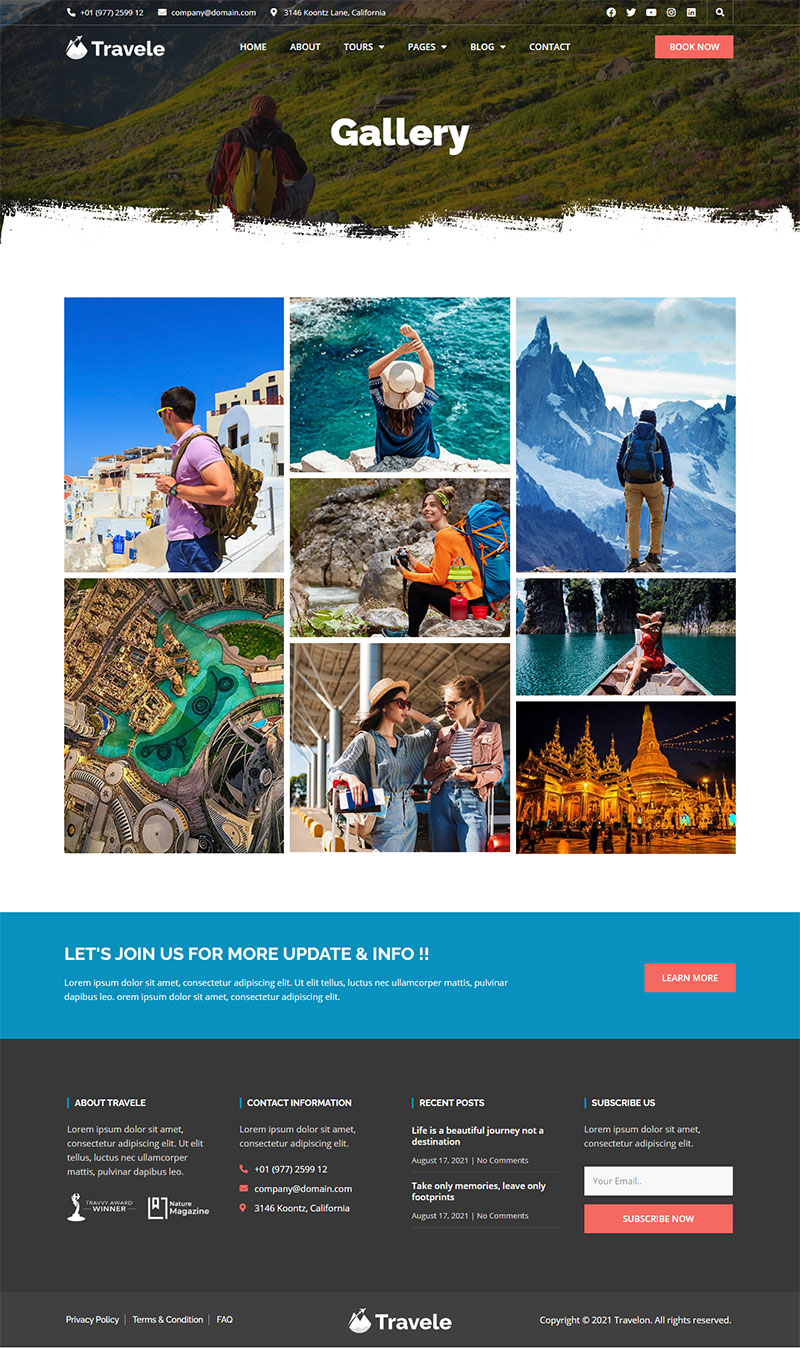 +01 (977) 2599 12 company@domain.com 3146 Koontz Lane, California
Travele HOME ABOUT TOURS PAGES BLOG CONTACT BOOK NOW
Gallery
LET'S JOIN US FOR MORE UPDATE & INFO !!
Lorem ipsum dolor sit amet, consectetur adipiscing elit. Ut elit tellus, luctus nec ullamcorper mattis, pulvinar
dapibus leo. orem ipsum dolor sit amet, consectetur adipiscing elit.
LEARN MORE
ABOUT TRAVELE
Lorem ipsum dolor sit amet,
consectetur adipiscing elit. Ut elit
tellus, luctus nec ullamcorper
mattis, pulvinar dapibus leo.
TRAVVY AWARD
WINNER
Nature
Magazine
CONTACT INFORMATION
Lorem ipsum dolor sit amet,
consectetur adipiscing elit.
+01 (977) 2599 12
company@domain.com
3146 Koontz, California
RECENT POSTS
Life is a beautiful journey not a
destination
August 17, 2021 | No Comments
Take only memories, leave only
footprints
August 17, 2021 | No Comments
SUBSCRIBE US
Lorem ipsum dolor sit amet,
consectetur adipiscing elit.
Your Email..
SUBSCRIBE NOW
Privacy Policy Terms & Condition FAQ
Travele
Copyright © 2021 Travelon. All rights reserved.